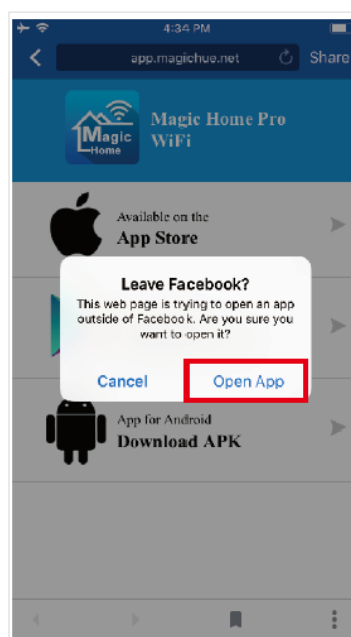 4:34 PM
app.magichue.net
Share
Magic Home Pro
WiFi
Magic
Home
Available on the
App Store
Leave Facebook?
This web page is trying to open an app
outside of Facebook. Are you sure you
want to open it?
Cancel
Open App
App for Android
Download APK